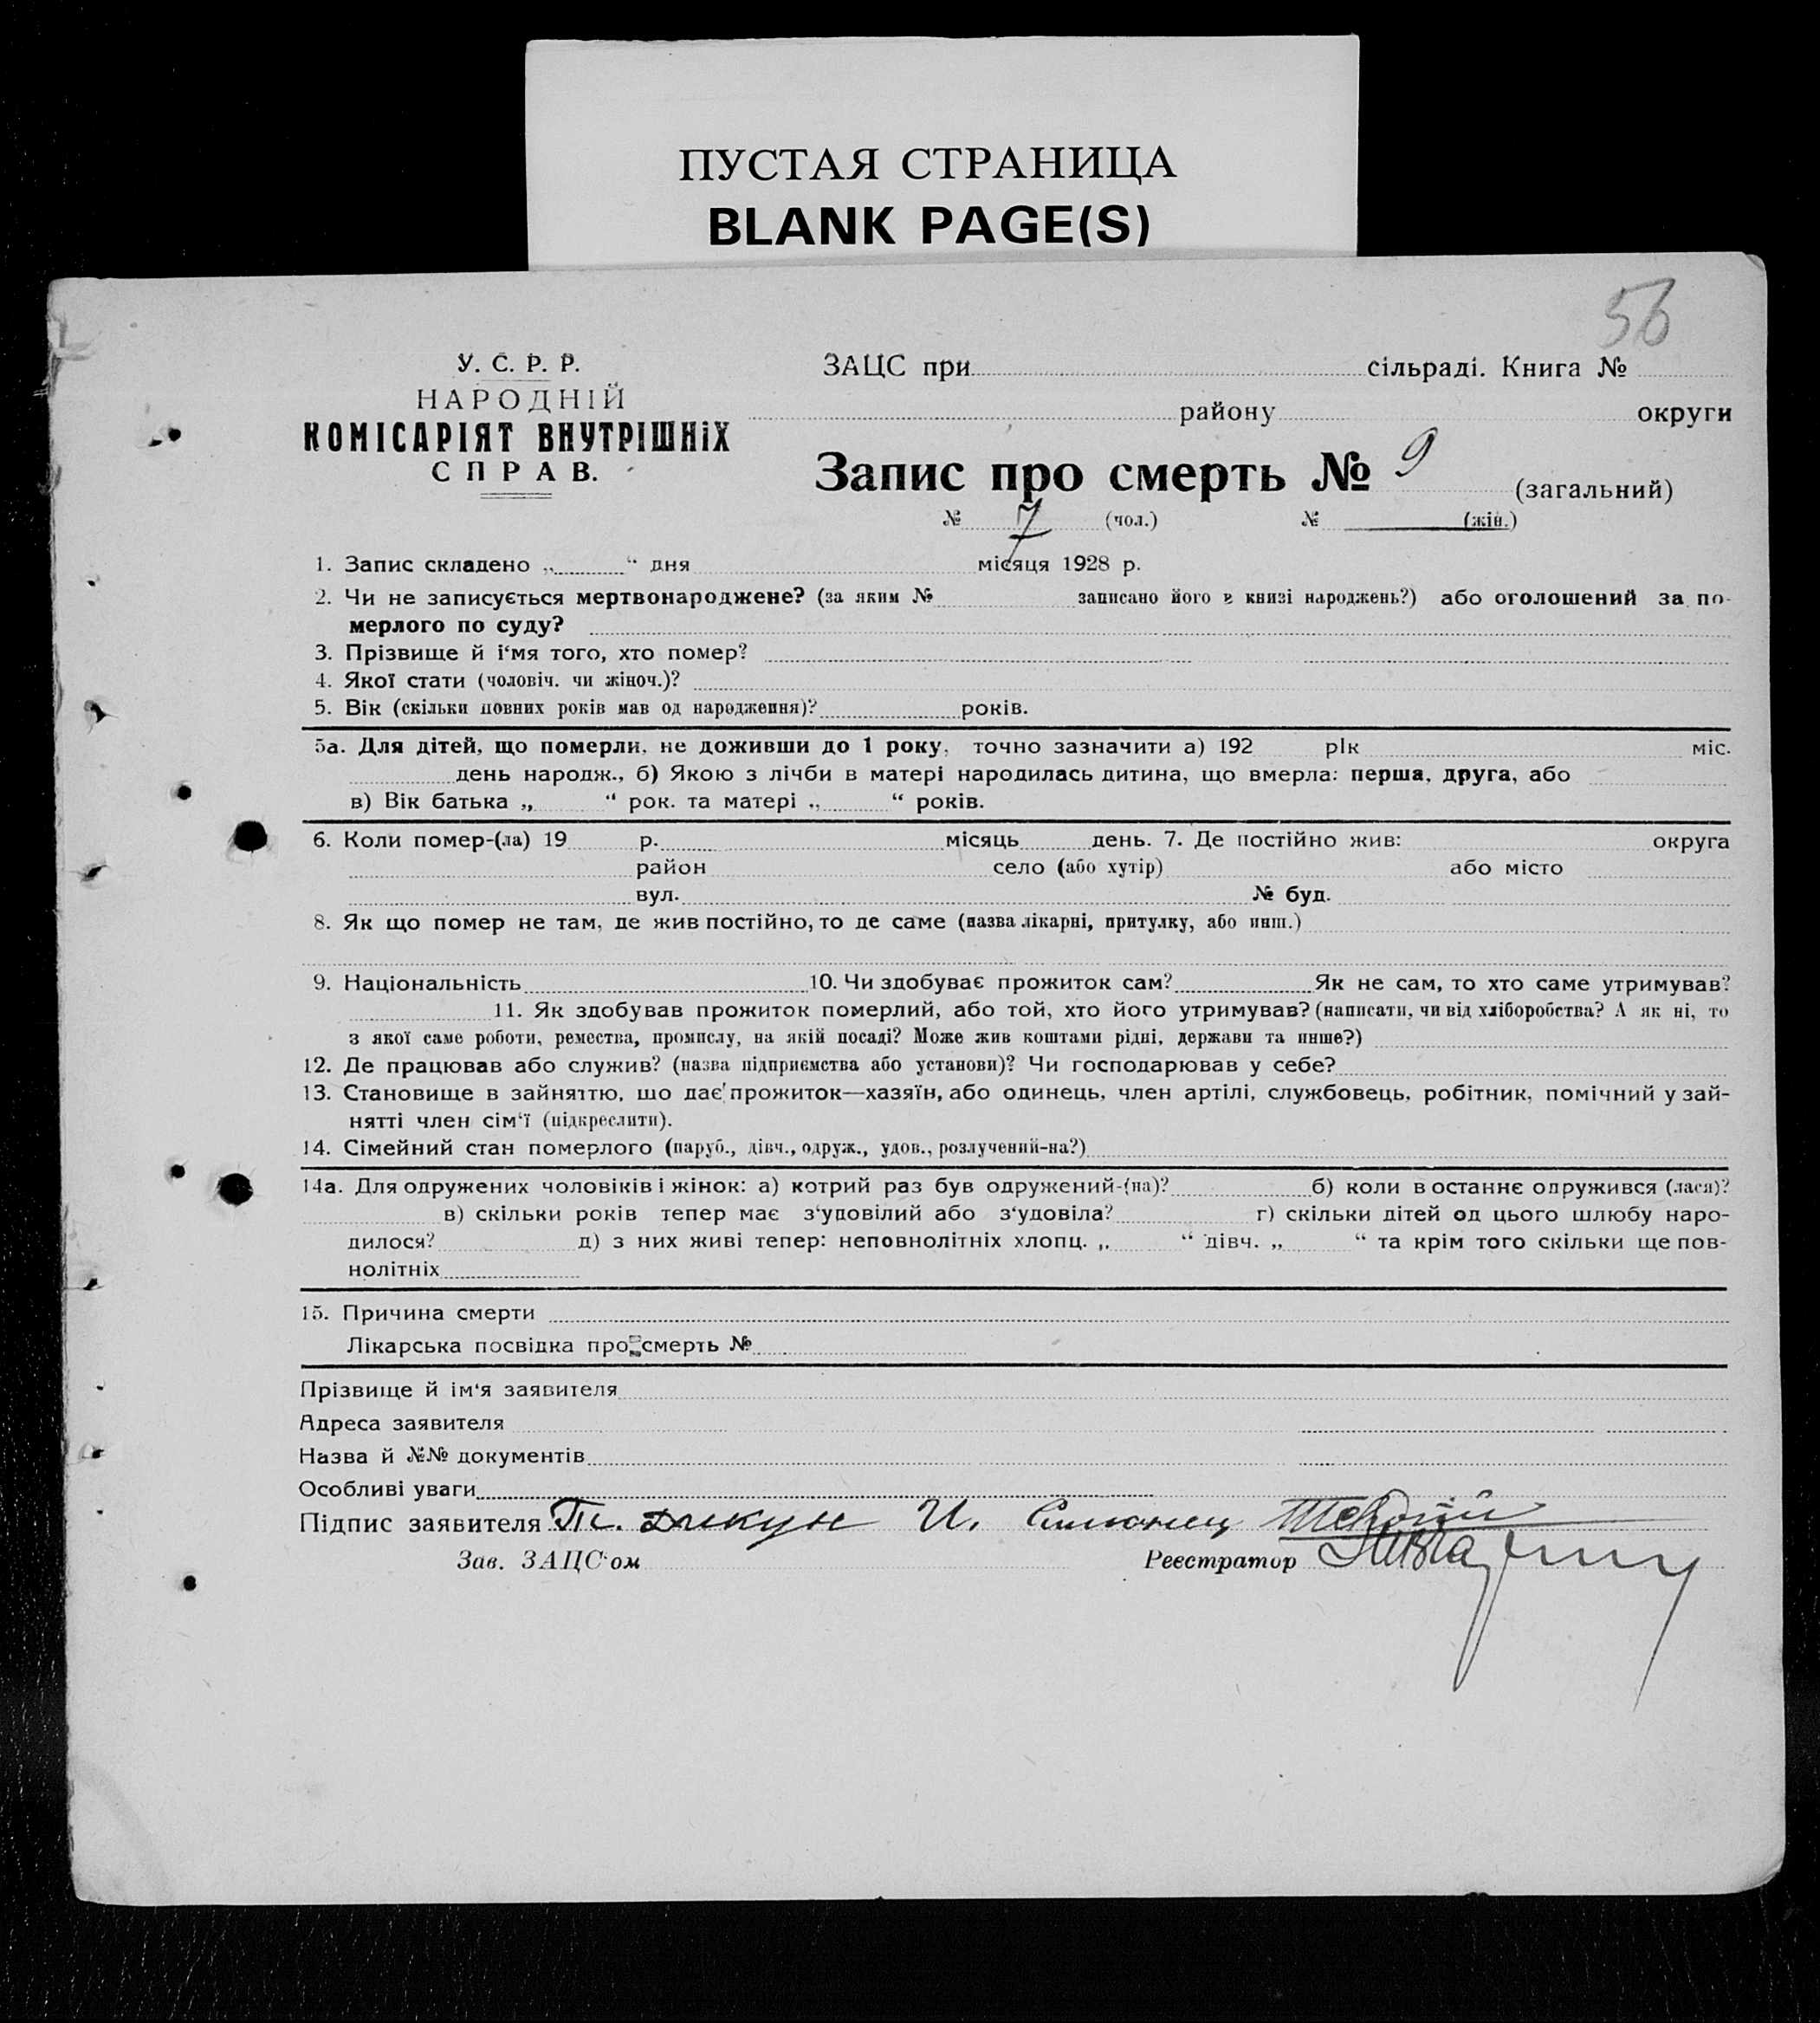 ПУСТАЯ СТРАНИЦА
BLANK PAGE(S)
56
У. С. Р. Р.
НАРОДНІЙ
КОМІСАРІЯТ ВНУТРІШНІХ
СПРАВ.
ЗАЦС при сільраді. Книга №
району округи
Запис про смерть № 9 (загальний)
№ 7 (чол.) № (жін.)
1. Запис складено „ “ дня місяця 1928 р.
2. Чи не записується мертвонароджене? (за яким № записано його в книзі народжень?) або оголошений за по-
мерлого по суду?
3. Прізвище й і‘мя того, хто помер?
4. Якої стати (чоловіч. чи жіноч.)?
5. Вік (скільки повних років мав од народження)? років.
5а. Для дітей, що померли, не доживши до 1 року, точно зазначити а) 192 рік міс.
день народж., б) Якою з лічби в матері народилась дитина, що вмерла: перша, друга, або
в) Вік батька „ “ рок. та матері „ “ років.
6. Коли помер-(ла) 19 р. місяць день. 7. Де постійно жив: округа
район село (або хутір) або місто
вул. № буд.
8. Як що помер не там, де жив постійно, то де саме (назва лікарні, притулку, або инш.)
9. Національність 10. Чи здобуває прожиток сам? Як не сам, то хто саме утримував?
11. Як здобував прожиток померлий, або той, хто його утримував? (написати, чи від хліборобства? А як ні, то
з якої саме роботи, ремества, промислу, на якій посаді? Може жив коштами рідні, держави та инше?)
12. Де працював або служив? (назва підприємства або установи)? Чи господарював у себе?
13. Становище в зайняттю, що дає прожиток—хазяїн, або одинець, член артілі, службовець, робітник, помічний у зай-
нятті член сім‘ї (підкреслити).
14. Сімейний стан померлого (паруб., дівч., одруж., удов., розлучений-на?)
14а. Для одружених чоловіків і жінок: а) котрий раз був одружений-(на)? б) коли востаннє одружився (лася)?
в) скільки років тепер має з‘удовілий або з‘удовіла? г) скільки дітей од цього шлюбу наро-
дилося? д) з них живі тепер: неповнолітніх хлопц. „ “ дівч. „ “ та крім того скільки ще пов-
нолітніх
15. Причина смерти
Лікарська посвідка про смерть №
Прізвище й ім‘я заявителя
Адреса заявителя
Назва й №№ документів
Особливі уваги
Підпис заявителя Дикун И.
Зав. ЗАЦС‘ом Реєстратор